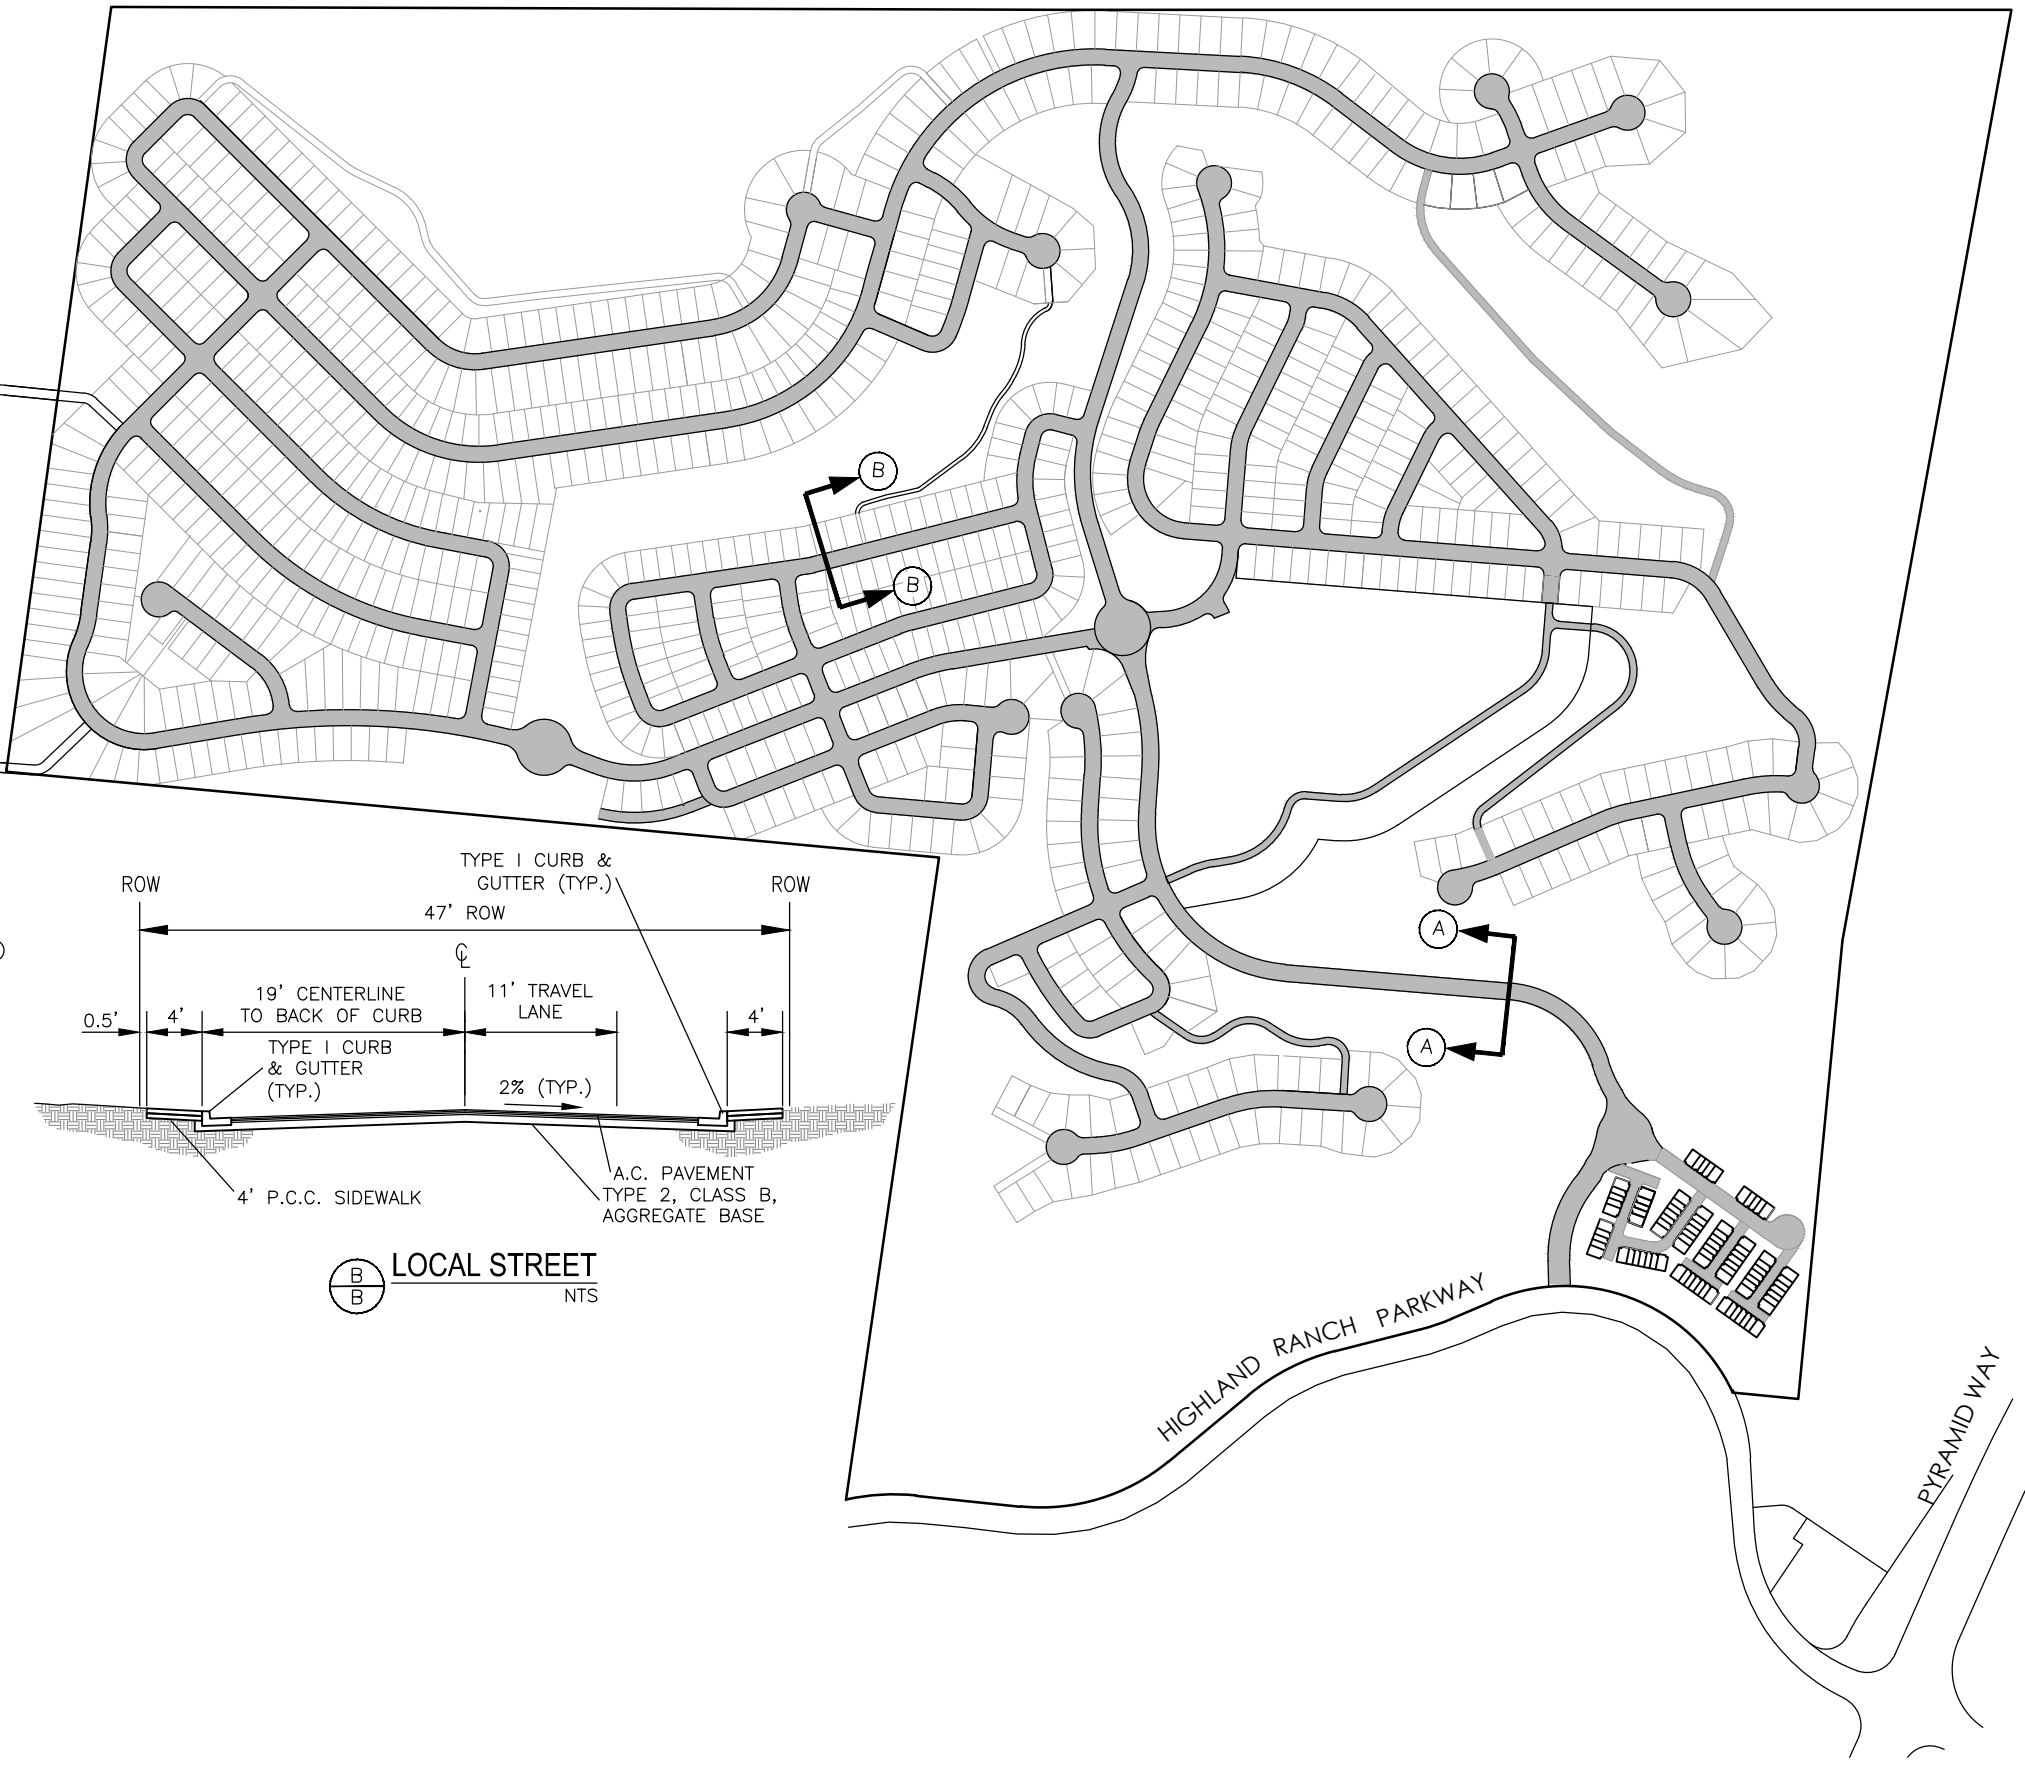 B
B
TYPE I CURB &
GUTTER (TYP.)
ROW
ROW
47' ROW
A
℄
19' CENTERLINE
TO BACK OF CURB
11' TRAVEL
LANE
0.5'
4'
4'
TYPE I CURB
& GUTTER
(TYP.)
A
2% (TYP.)
A.C. PAVEMENT
TYPE 2, CLASS B,
AGGREGATE BASE
4' P.C.C. SIDEWALK
B
B
LOCAL STREET
NTS
HIGHLAND RANCH PARKWAY
PYRAMID WAY